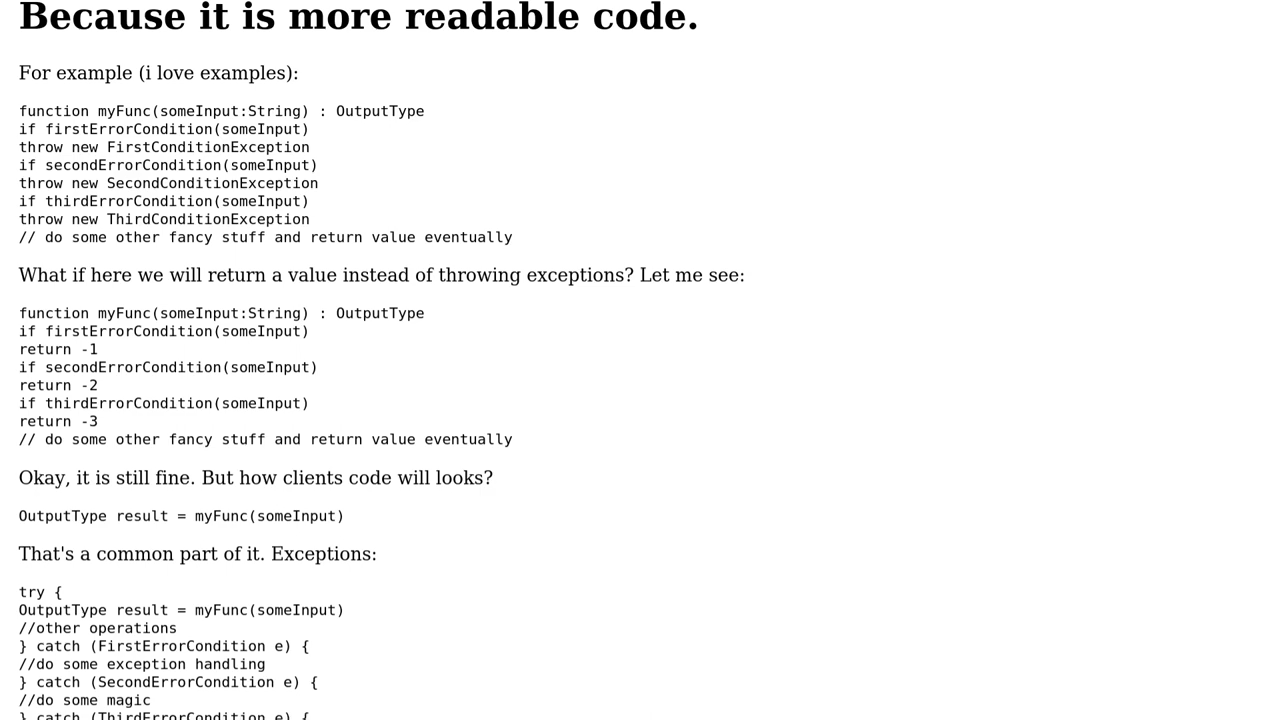 Because it is more readable code.
For example (i love examples):
function myFunc(someInput:String) : OutputType
if firstErrorCondition(someInput)
throw new FirstConditionException
if secondErrorCondition(someInput)
throw new SecondConditionException
if thirdErrorCondition(someInput)
throw new ThirdConditionException
// do some other fancy stuff and return value eventually
What if here we will return a value instead of throwing exceptions? Let me see:
function myFunc(someInput:String) : OutputType
if firstErrorCondition(someInput)
return -1
if secondErrorCondition(someInput)
return -2
if thirdErrorCondition(someInput)
return -3
// do some other fancy stuff and return value eventually
Okay, it is still fine. But how clients code will looks?
OutputType result = myFunc(someInput)
That's a common part of it. Exceptions:
try {
OutputType result = myFunc(someInput)
//other operations
} catch (FirstErrorCondition e) {
//do some exception handling
} catch (SecondErrorCondition e) {
//do some magic
} catch (ThirdErrorCondition e) {